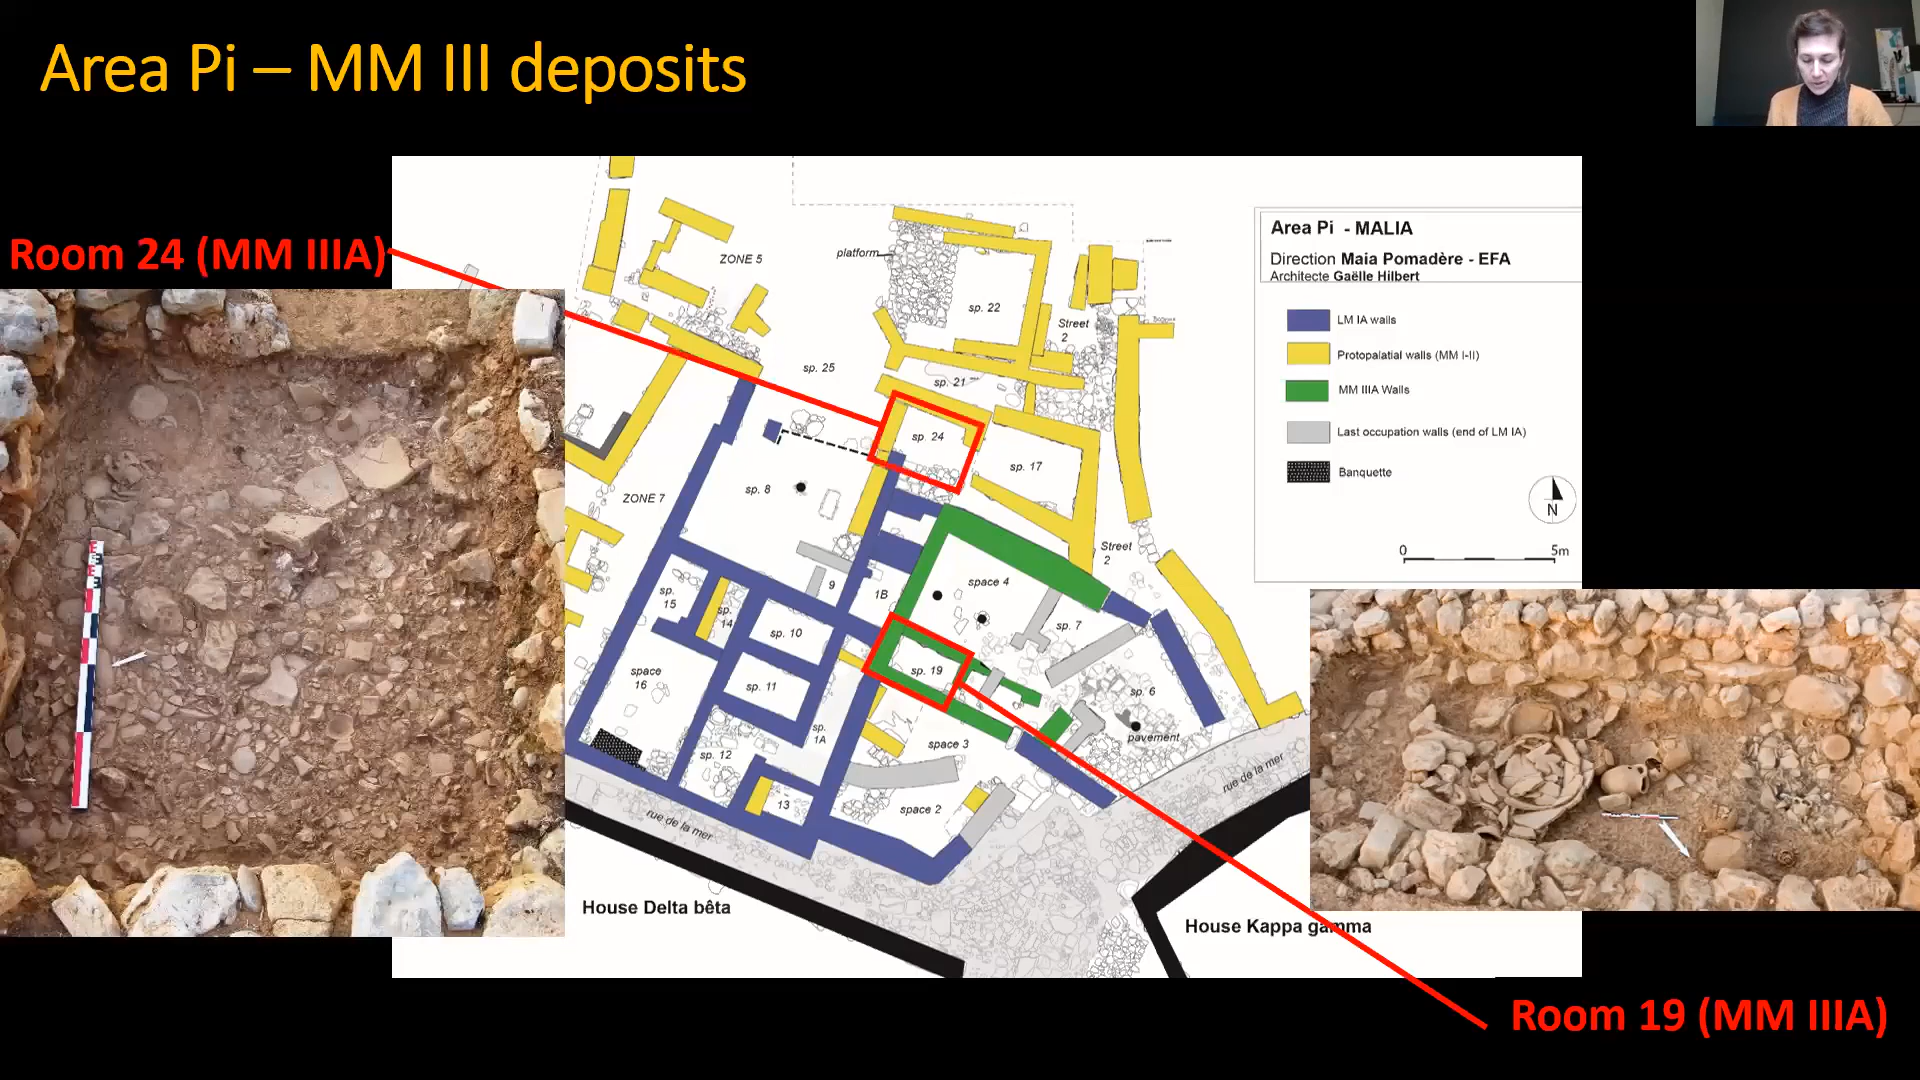 Area Pi – MM III deposits
Room 24 (MM IIIA)
Area Pi - MALIA
Direction Maia Pomadère - EFA
Architecte Gaëlle Hilbert
LM IA walls
Protopalatial walls (MM I-II)
MM IIIA Walls
Last occupation walls (end of LM IA)
Banquette
N
0 5m
platform
ZONE 5
sp. 22
Street
2
sp. 25
sp. 21
sp. 24
sp. 17
sp. 8
ZONE 7
Street
2
space 4
9
1B
sp.
15
sp.
14
sp. 7
sp. 10
sp. 19
space
16
sp. 11
sp. 6
sp.
1A
pavement
space 3
sp. 12
rue de la mer
13
space 2
rue de la mer
House Delta bêta
House Kappa gamma
Room 19 (MM IIIA)